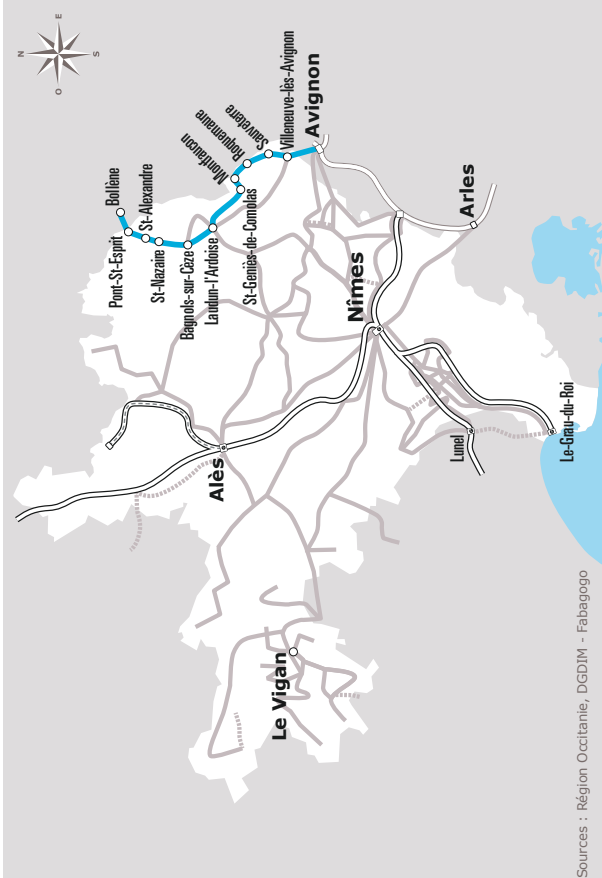 N
E
S
O
Bollène
Pont-St-Esprit
St-Alexandre
St-Nazaine
Bagnols-sur-Cèze
Laudun-l'Ardoise
St-Geniès-de-Comolas
Montfaucon
Roquemaure
Sauveterre
Villeneuve-lès-Avignon
Avignon
Arles
Nîmes
Alès
Lunel
Le-Grau-du-Roi
Le Vigan
Sources : Région Occitanie, DGDIM - Fabagogo